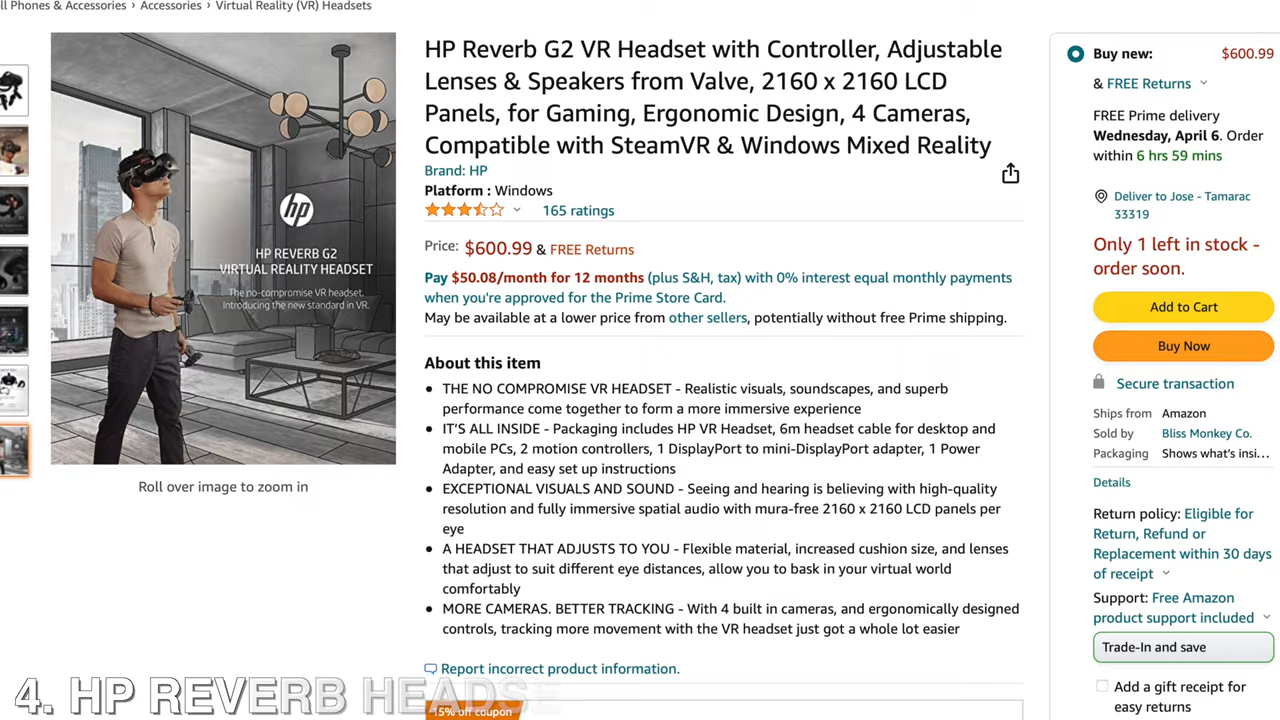 ll Phones & Accessories › Accessories › Virtual Reality (VR) Headsets
hp
HP REVERB G2
VIRTUAL REALITY HEADSET
The no-compromise VR headset.
Introducing the new standard in VR.
Roll over image to zoom in
HP Reverb G2 VR Headset with Controller, Adjustable
Lenses & Speakers from Valve, 2160 x 2160 LCD
Panels, for Gaming, Ergonomic Design, 4 Cameras,
Compatible with SteamVR & Windows Mixed Reality
Brand: HP
Platform : Windows
165 ratings
Price: $600.99 & FREE Returns
Pay $50.08/month for 12 months (plus S&H, tax) with 0% interest equal monthly payments
when you're approved for the Prime Store Card.
May be available at a lower price from other sellers, potentially without free Prime shipping.
About this item
• THE NO COMPROMISE VR HEADSET - Realistic visuals, soundscapes, and superb
performance come together to form a more immersive experience
• IT’S ALL INSIDE - Packaging includes HP VR Headset, 6m headset cable for desktop and
mobile PCs, 2 motion controllers, 1 DisplayPort to mini-DisplayPort adapter, 1 Power
Adapter, and easy set up instructions
• EXCEPTIONAL VISUALS AND SOUND - Seeing and hearing is believing with high-quality
resolution and fully immersive spatial audio with mura-free 2160 x 2160 LCD panels per
eye
• A HEADSET THAT ADJUSTS TO YOU - Flexible material, increased cushion size, and lenses
that adjust to suit different eye distances, allow you to bask in your virtual world
comfortably
• MORE CAMERAS. BETTER TRACKING - With 4 built in cameras, and ergonomically designed
controls, tracking more movement with the VR headset just got a whole lot easier
Report incorrect product information.
15% off coupon
Buy new: $600.99
& FREE Returns
FREE Prime delivery
Wednesday, April 6. Order
within 6 hrs 59 mins
Deliver to Jose - Tamarac
33319
Only 1 left in stock -
order soon.
Add to Cart
Buy Now
Secure transaction
Ships from Amazon
Sold by Bliss Monkey Co.
Packaging Shows what's insi...
Details
Return policy: Eligible for
Return, Refund or
Replacement within 30 days
of receipt
Support: Free Amazon
product support included
Trade-In and save
Add a gift receipt for
easy returns
4. HP REVERB HEADSE